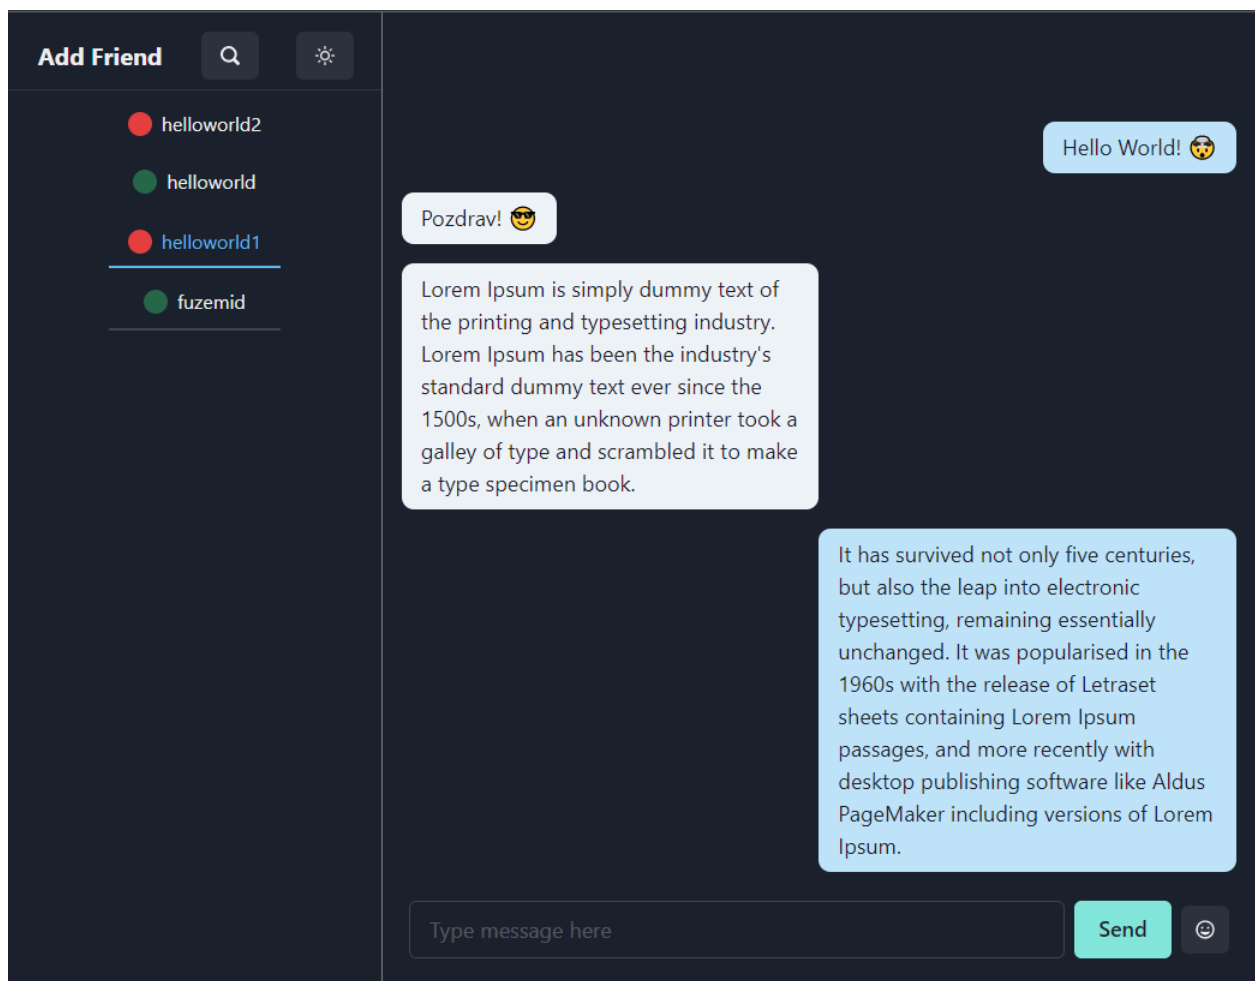 Add Friend
helloworld2
helloworld
helloworld1
fuzemid
Hello World! 🤯
Pozdrav! 😎
Lorem Ipsum is simply dummy text of
the printing and typesetting industry.
Lorem Ipsum has been the industry's
standard dummy text ever since the
1500s, when an unknown printer took a
galley of type and scrambled it to make
a type specimen book.
It has survived not only five centuries,
but also the leap into electronic
typesetting, remaining essentially
unchanged. It was popularised in the
1960s with the release of Letraset
sheets containing Lorem Ipsum
passages, and more recently with
desktop publishing software like Aldus
PageMaker including versions of Lorem
Ipsum.
Type message here
Send